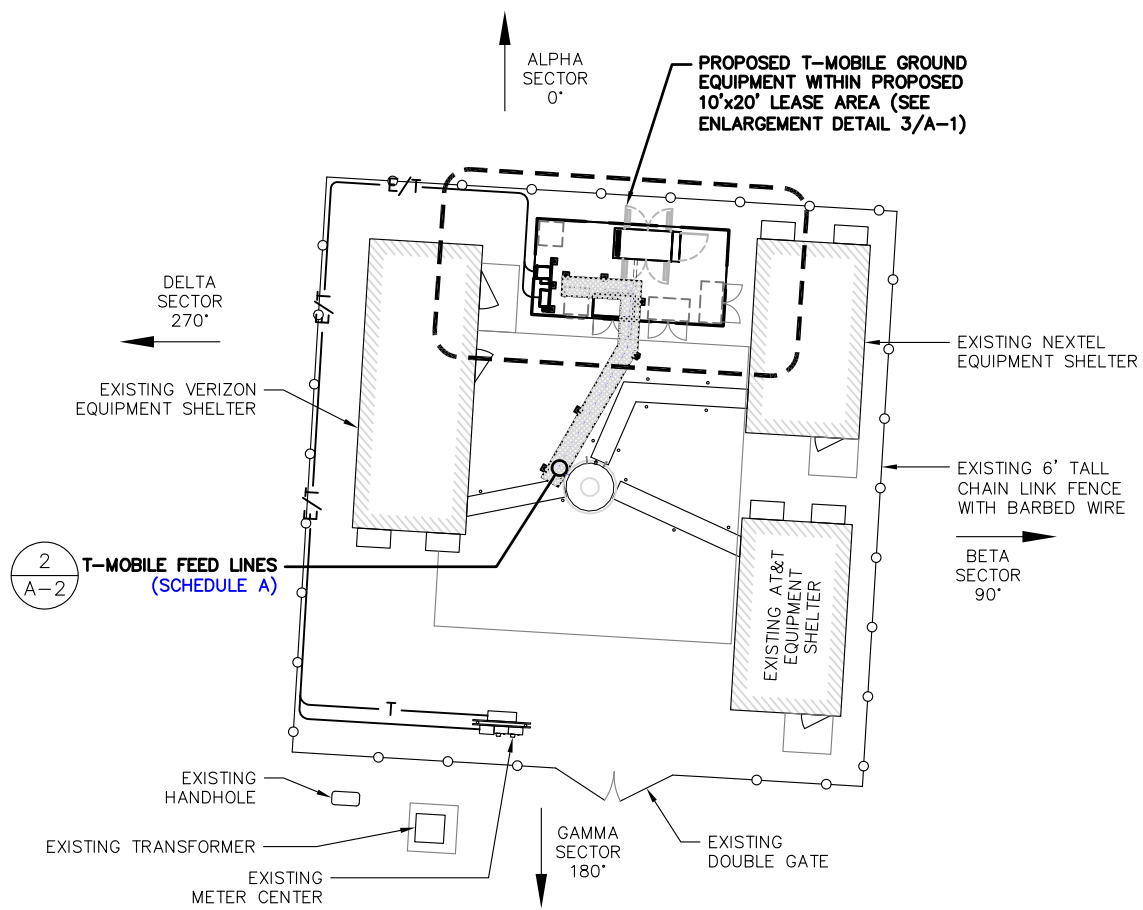 ALPHA
SECTOR
0°
PROPOSED T-MOBILE GROUND
EQUIPMENT WITHIN PROPOSED
10'x20' LEASE AREA (SEE
ENLARGEMENT DETAIL 3/A-1)
E/T
DELTA
SECTOR
270°
E/T
EXISTING NEXTEL
EQUIPMENT SHELTER
EXISTING VERIZON
EQUIPMENT SHELTER
EXISTING 6' TALL
CHAIN LINK FENCE
WITH BARBED WIRE
E/T
2
A-2
T-MOBILE FEED LINES
(SCHEDULE A)
BETA
SECTOR
90°
EXISTING AT&T
EQUIPMENT
SHELTER
T
EXISTING
HANDHOLE
EXISTING TRANSFORMER
EXISTING
METER CENTER
GAMMA
SECTOR
180°
EXISTING
DOUBLE GATE